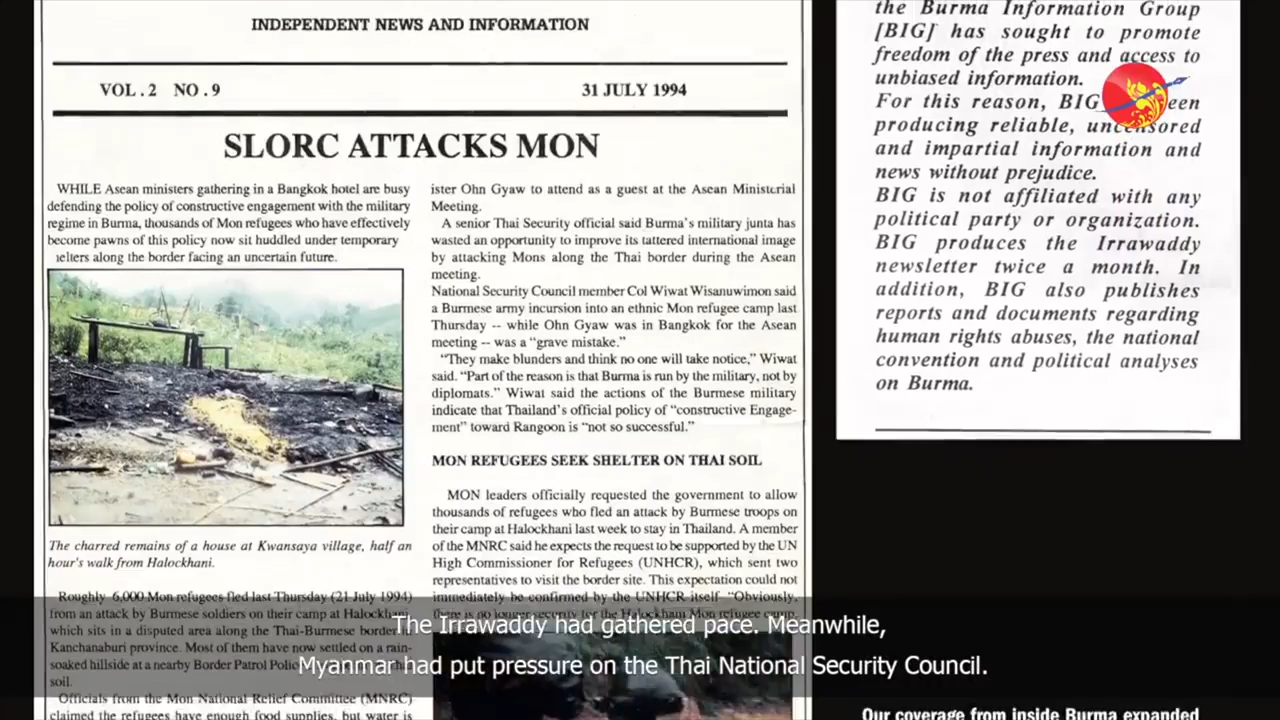 INDEPENDENT NEWS AND INFORMATION
VOL.2 NO.9
31 JULY 1994
SLORC ATTACKS MON
WHILE Asean ministers gathering in a Bangkok hotel are busy
defending the policy of constructive engagement with the military
regime in Burma, thousands of Mon refugees who have effectively
become pawns of this policy now sit huddled under temporary
elters along the border facing an uncertain future.
The charred remains of a house at Kwansaya village, half an
hour's walk from Halockhani.
Roughly 6,000 Mon refugees fled last Thursday (21 July 1994)
from an attack by Burmese soldiers on their camp at Halockhani,
which sits in a disputed area along the Thai-Burmese border in
Kanchanaburi province. Most of them have now settled on a rain-
soaked hillside at a nearby Border Patrol
soil.
Officials from the Mon National Relief Committee (MNRC)
claimed the refugees have enough food supplies, but water is
ister Ohn Gyaw to attend as a guest at the Asean Ministerial
Meeting.
A senior Thai Security official said Burma's military junta has
wasted an opportunity to improve its tattered international image
by attacking Mons along the Thai border during the Asean
meeting.
National Security Council member Col Wiwat Wisanuwimon said
a Burmese army incursion into an ethnic Mon refugee camp last
Thursday -- while Ohn Gyaw was in Bangkok for the Asean
meeting -- was a "grave mistake."
"They make blunders and think no one will take notice," Wiwat
said. "Part of the reason is that Burma is run by the military, not by
diplomats." Wiwat said the actions of the Burmese military
indicate that Thailand's official policy of "constructive Engage-
ment" toward Rangoon is "not so successful."
MON REFUGEES SEEK SHELTER ON THAI SOIL
MON leaders officially requested the government to allow
thousands of refugees who fled an attack by Burmese troops on
their camp at Halockhani last week to stay in Thailand. A member
of the MNRC said he expects the request to be supported by the UN
High Commissioner for Refugees (UNHCR), which sent two
representatives to visit the border site. This expectation could not
immediately be confirmed by the UNHCR itself "Obviously,
there is no longer security for the Halockhani Mon refugee camp,
the Burma Information Group
[BIG] has sought to promote
freedom of the press and access to
unbiased information.
For this reason, BIG een
producing reliable, uncensored
and impartial information and
news without prejudice.
BIG is not affiliated with any
political party or organization.
BIG produces the Irrawaddy
newsletter twice a month. In
addition, BIG also publishes
reports and documents regarding
human rights abuses, the national
convention and political analyses
on Burma.
Our coverage from inside Burma expanded
The Irrawaddy had gathered pace. Meanwhile,
Myanmar had put pressure on the Thai National Security Council.